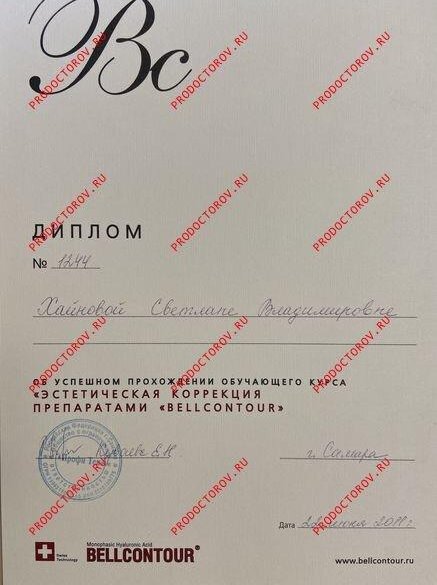 Bc
ДИПЛОМ
№ 1244
Хайновой Светлане Владимировне
ОБ УСПЕШНОМ ПРОХОЖДЕНИИ ОБУЧАЮЩЕГО КУРСА
«ЭСТЕТИЧЕСКАЯ КОРРЕКЦИЯ
ПРЕПАРАТАМИ «BELLCONTOUR»
г. Самара
Дата
Swiss Technology
Monophasic Hyaluronic Acid
BELLCONTOUR®
www.bellcontour.ru
PRODOCTOROV.RU